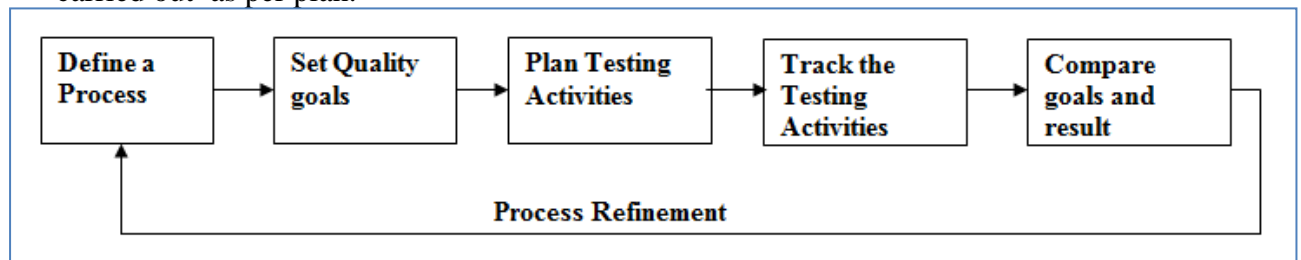 carried out as per plan.
Define a
Process
Set Quality
goals
Plan Testing
Activities
Track the
Testing
Activities
Compare
goals and
result
Process Refinement